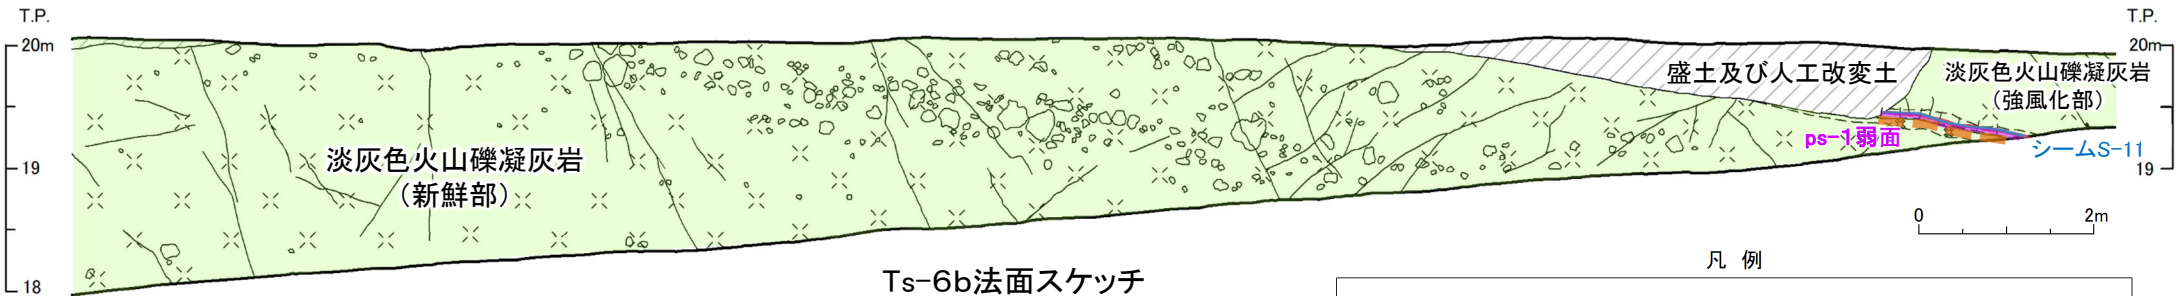 T.P.
T.P.
20m
20m
盛土及び人工改変土
淡灰色火山礫凝灰岩
(強風化部)
ps-1弱面
シームS-11
淡灰色火山礫凝灰岩
(新鮮部)
19
19
0
2m
凡 例
Ts-6b法面スケッチ
18